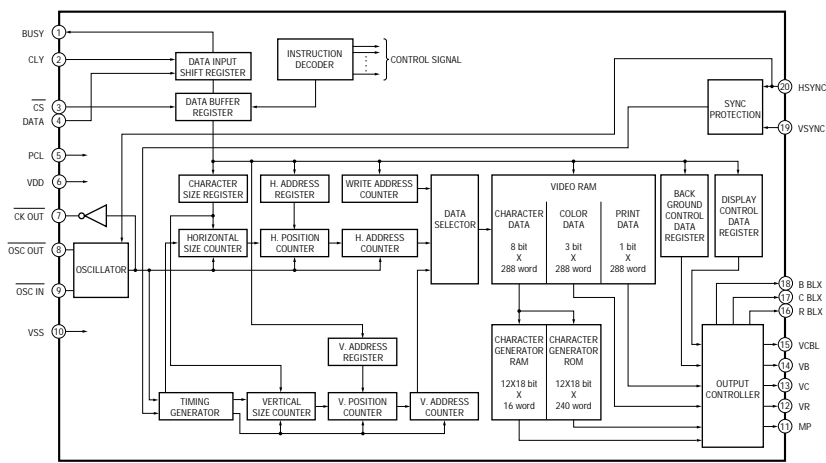 BUSY
1
CLY
2
CS
3
DATA
4
PCL
5
VDD
6
CK OUT
7
OSC OUT
8
OSC IN
9
VSS
10
DATA INPUT
SHIFT REGISTER
DATA BUFFER
REGISTER
INSTRUCTION
DECODER
CONTROL SIGNAL
SYNC
PROTECTION
20
HSYNC
19
VSYNC
CHARACTER
SIZE REGISTER
H. ADDRESS
REGISTER
WRITE ADDRESS
COUNTER
HORIZONTAL
SIZE COUNTER
H. POSITION
COUNTER
H. ADDRESS
COUNTER
DATA
SELECTOR
OSCILLATOR
VIDEO RAM
CHARACTER
DATA
8 bit
X
288 word
COLOR
DATA
3 bit
X
288 word
PRINT
DATA
1 bit
X
288 word
BACK
GROUND
CONTROL
DATA
REGISTER
DISPLAY
CONTROL
DATA
REGISTER
V. ADDRESS
REGISTER
TIMING
GENERATOR
VERTICAL
SIZE COUNTER
V. POSITION
COUNTER
V. ADDRESS
COUNTER
CHARACTER
GENERATOR
RAM
12X18 bit
X
16 word
CHARACTER
GENERATOR
ROM
12X18 bit
X
240 word
OUTPUT
CONTROLLER
18
B BLX
17
C BLX
16
R BLX
15
VCBL
14
VB
13
VC
12
VR
11
MP